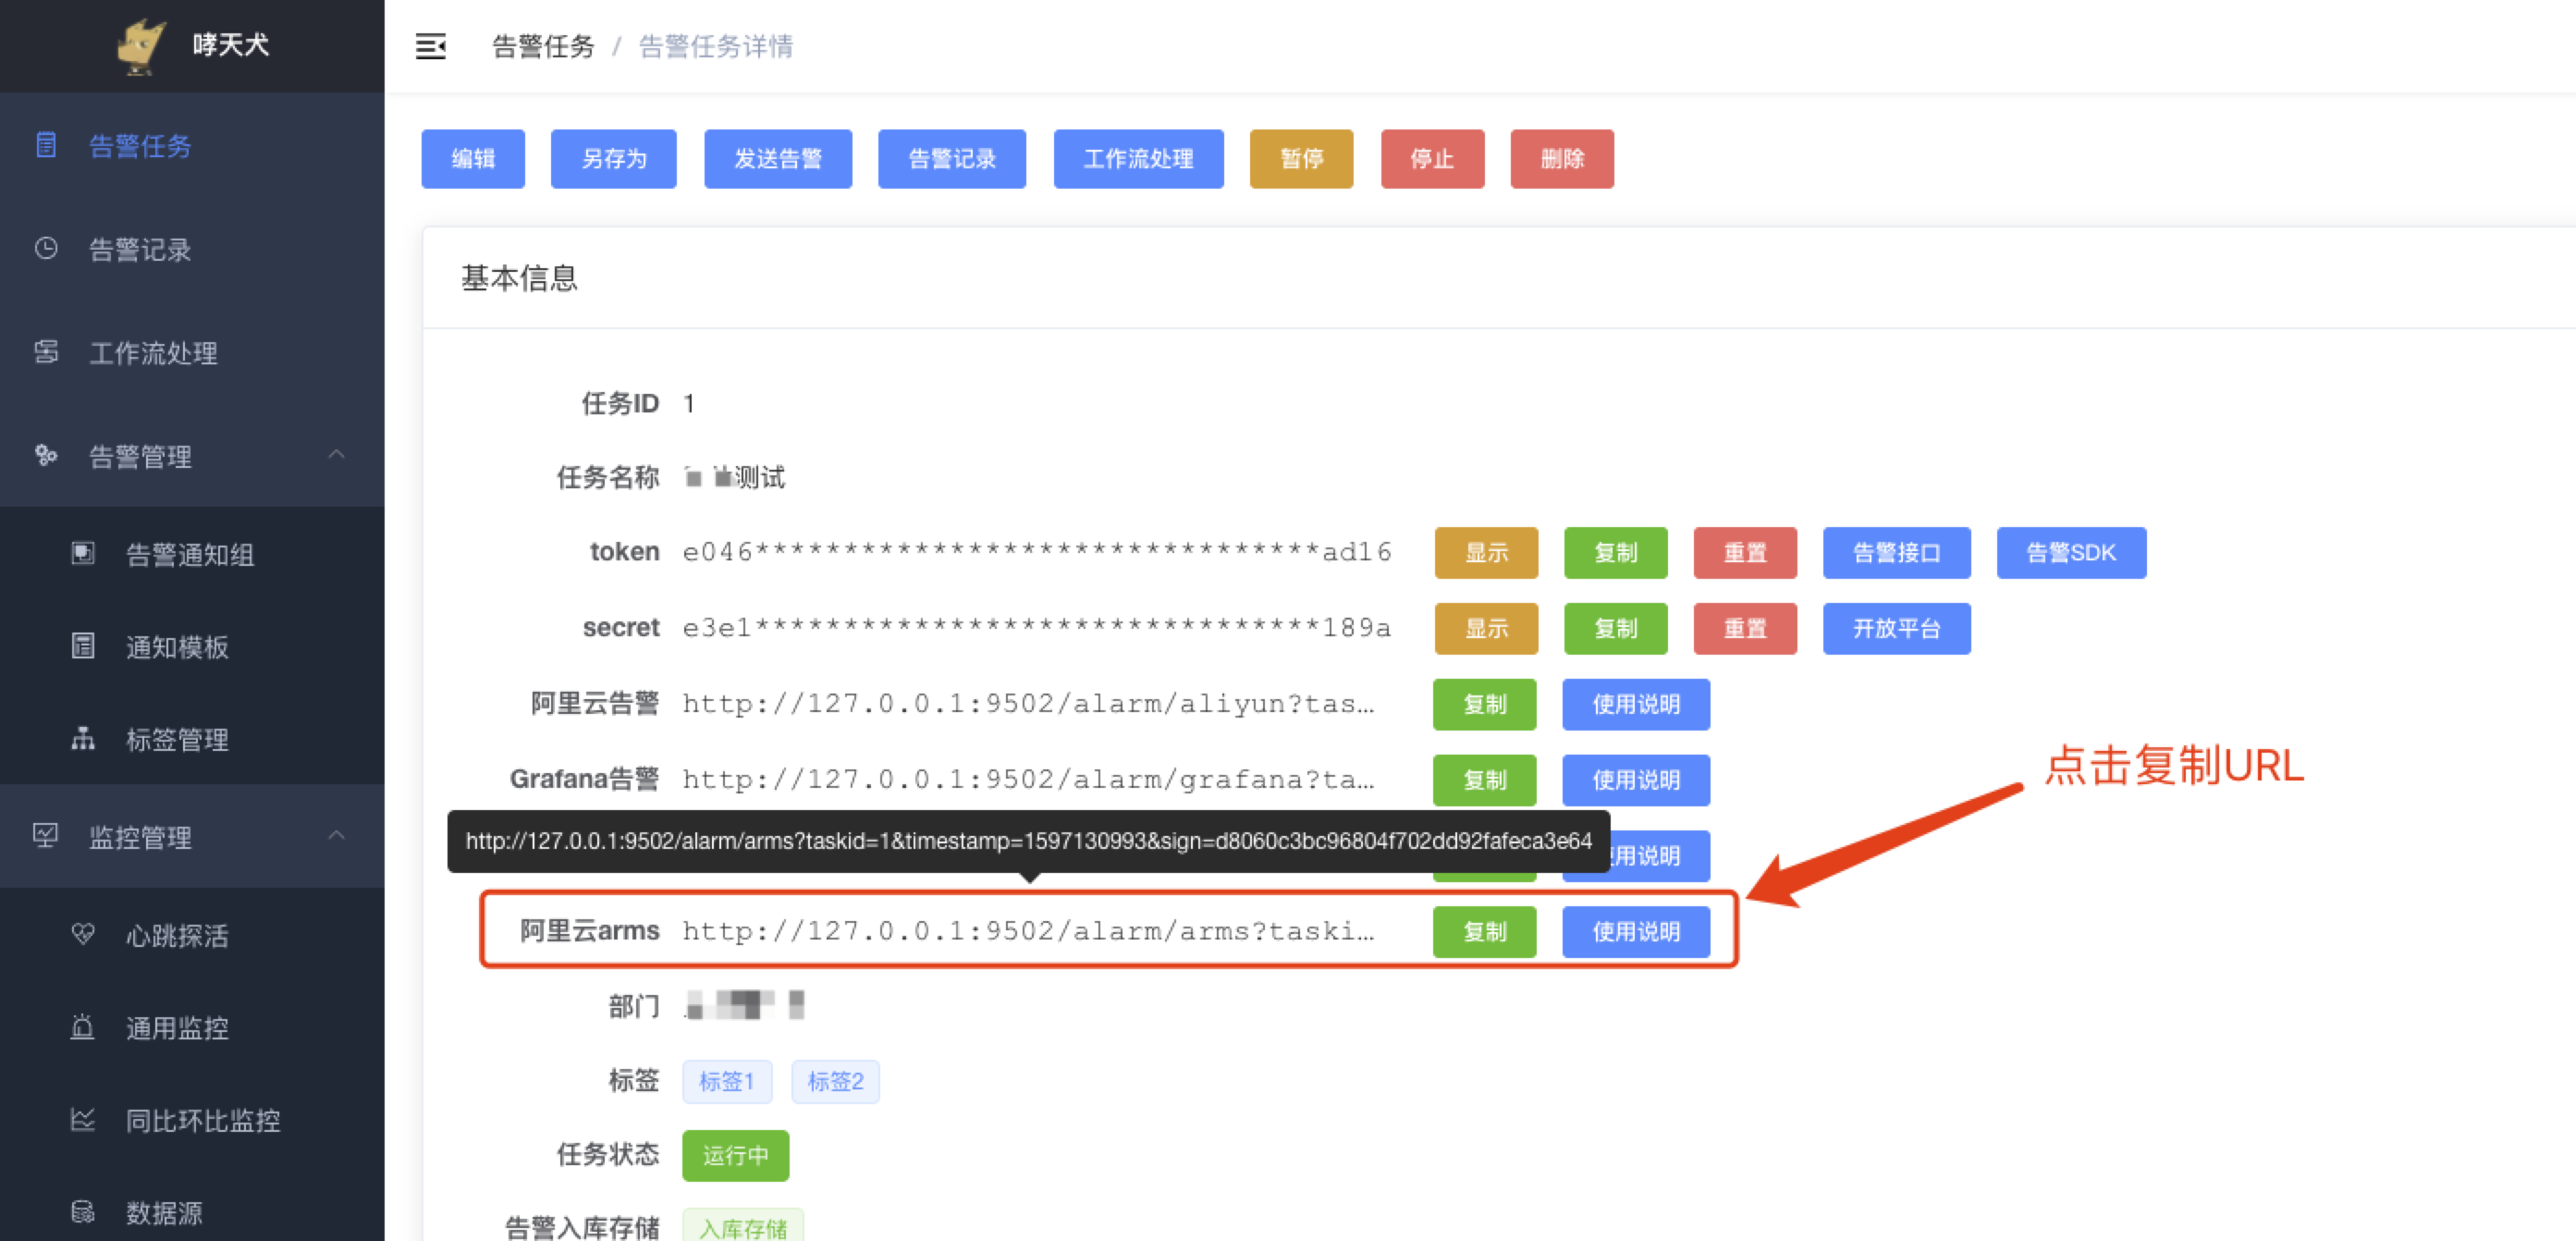 哮天犬
告警任务 / 告警任务详情
告警任务
告警记录
工作流处理
告警管理
告警通知组
通知模板
标签管理
监控管理
心跳探活
通用监控
同比环比监控
数据源
编辑 另存为 发送告警 告警记录 工作流处理 暂停 停止 删除
基本信息
任务ID 1
任务名称 测试
token e046********************************ad16 显示 复制 重置 告警接口 告警SDK
secret e3e1********************************189a 显示 复制 重置 开放平台
阿里云告警 http://127.0.0.1:9502/alarm/aliyun?tas… 复制 使用说明
Grafana告警 http://127.0.0.1:9502/alarm/grafana?ta… 复制 使用说明
http://127.0.0.1:9502/alarm/arms?taskid=1&timestamp=1597130993&sign=d8060c3bc96804f702dd92fafeca3e64 用说明
阿里云arms http://127.0.0.1:9502/alarm/arms?taski… 复制 使用说明
点击复制URL
部门
标签 标签1 标签2
任务状态 运行中
告警入库存储 入库存储